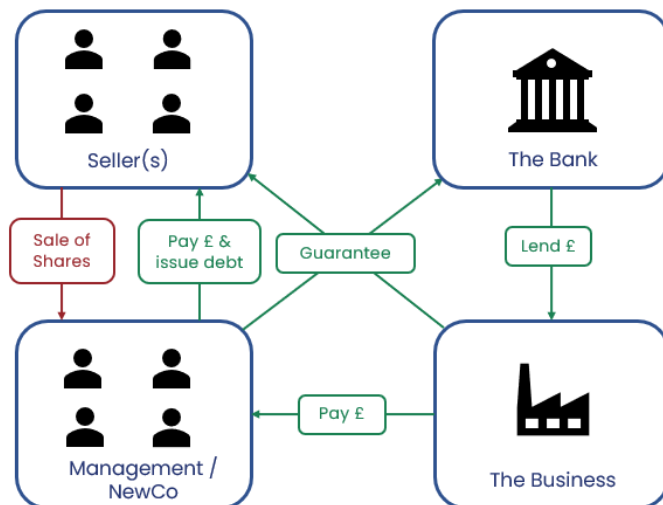 Seller(s)
The Bank
Sale of
Shares
Pay £ &
issue debt
Guarantee
Lend £
Pay £
Management /
NewCo
The Business